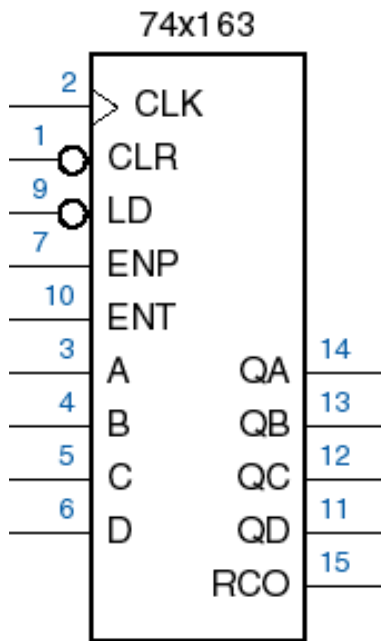 74x163
2 CLK
1 CLR
9 LD
7 ENP
10 ENT
3 A QA 14
4 B QB 13
5 C QC 12
6 D QD 11
RCO 15